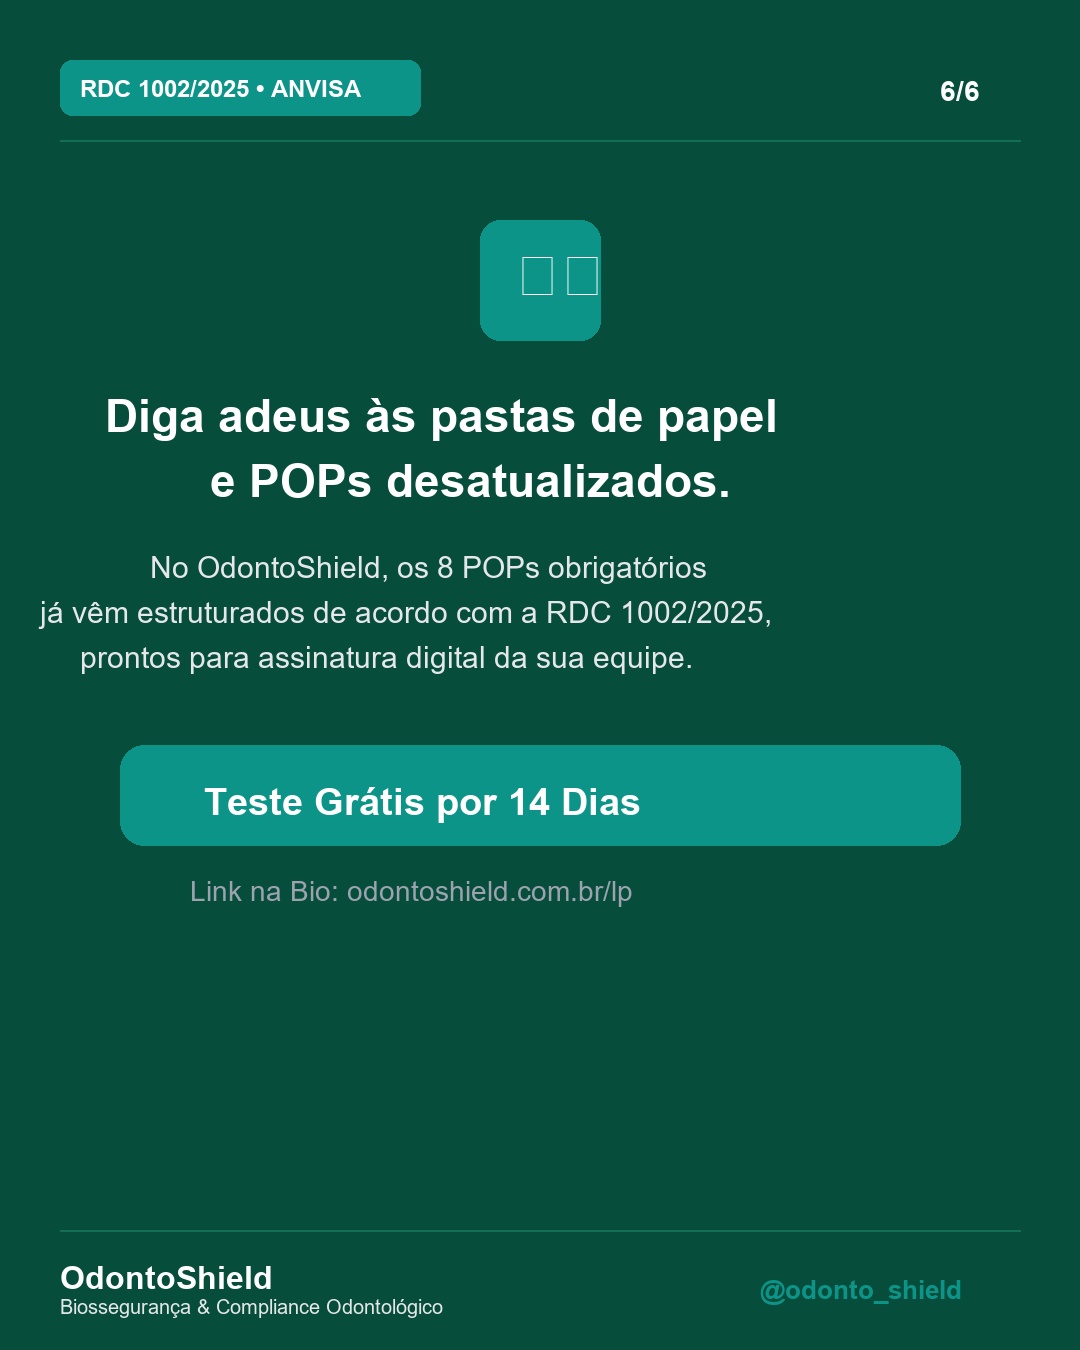 RDC 1002/2025 • ANVISA
6/6
Diga adeus às pastas de papel
e POPs desatualizados.
No OdontoShield, os 8 POPs obrigatórios
já vêm estruturados de acordo com a RDC 1002/2025,
prontos para assinatura digital da sua equipe.
Teste Grátis por 14 Dias
Link na Bio: odontoshield.com.br/lp
OdontoShield
Biossegurança & Compliance Odontológico
@odonto_shield